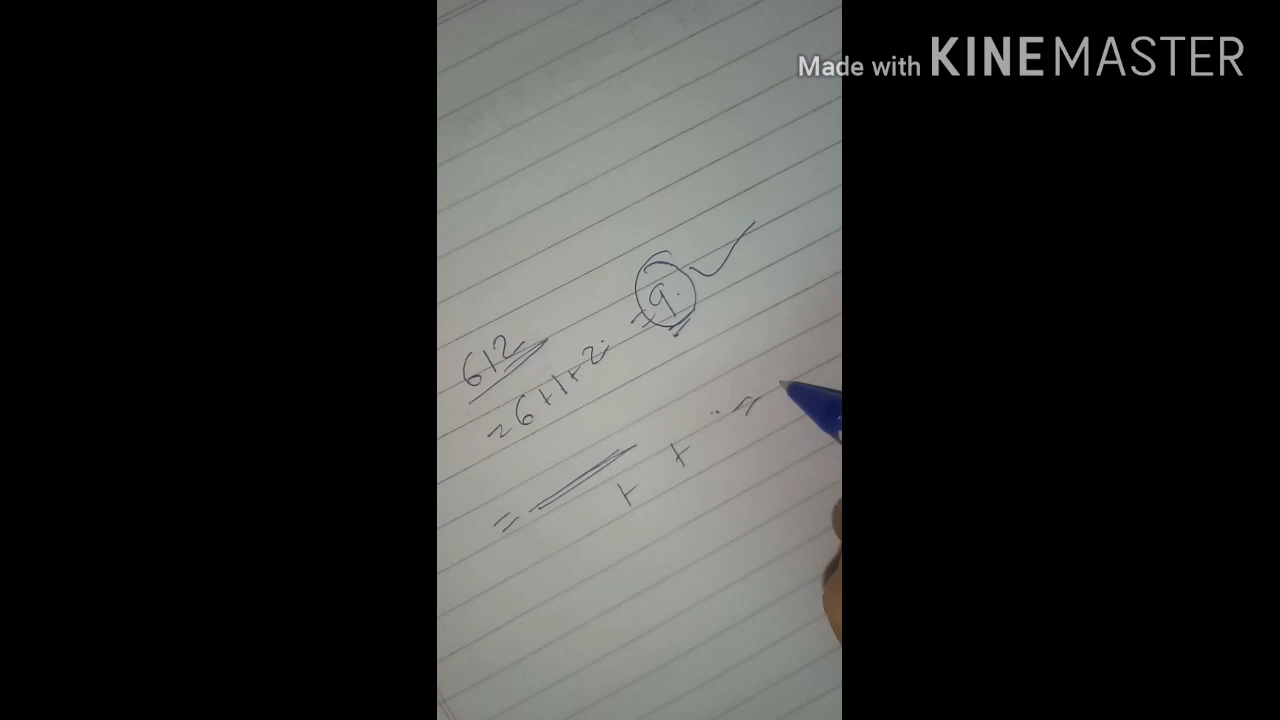 Made with KINEMASTER
612
=6+1+2. =9.
= + + =